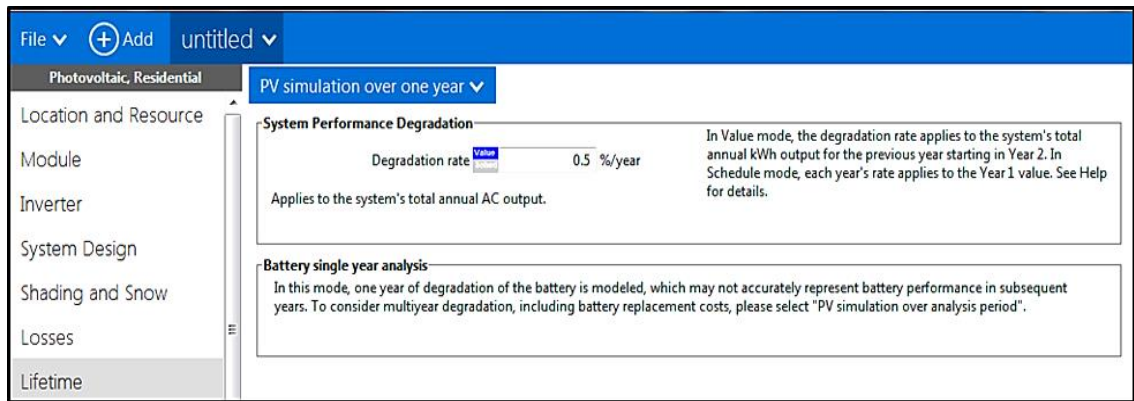 File Add untitled
Photovoltaic, Residential
Location and Resource
Module
Inverter
System Design
Shading and Snow
Losses
Lifetime
PV simulation over one year
System Performance Degradation
Degradation rate Value 0.5 %/year
Applies to the system's total annual AC output.
In Value mode, the degradation rate applies to the system's total
annual kWh output for the previous year starting in Year 2. In
Schedule mode, each year's rate applies to the Year 1 value. See Help
for details.
Battery single year analysis
In this mode, one year of degradation of the battery is modeled, which may not accurately represent battery performance in subsequent
years. To consider multiyear degradation, including battery replacement costs, please select "PV simulation over analysis period".